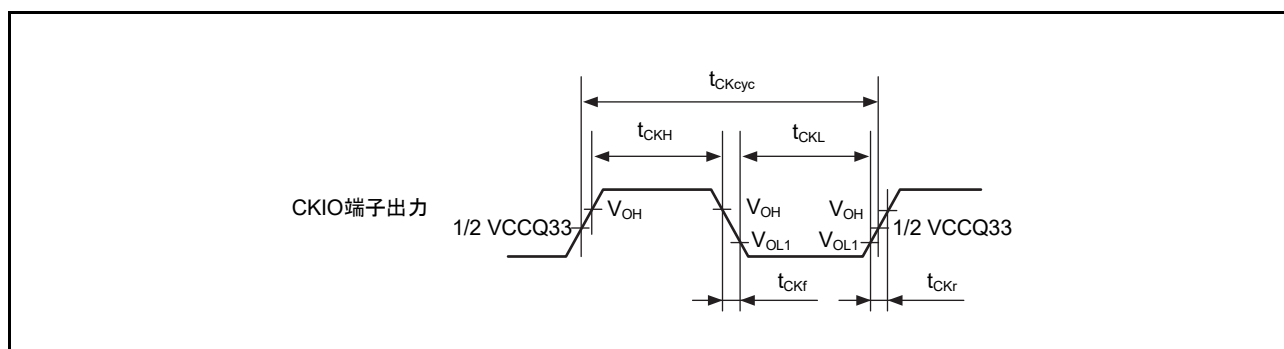 tCKcyc
tCKH
tCKL
CKIO端子出力
VOH
VOH
VOH
1/2 VCCQ33
1/2 VCCQ33
VOL1
VOL1
tCKf
tCKr